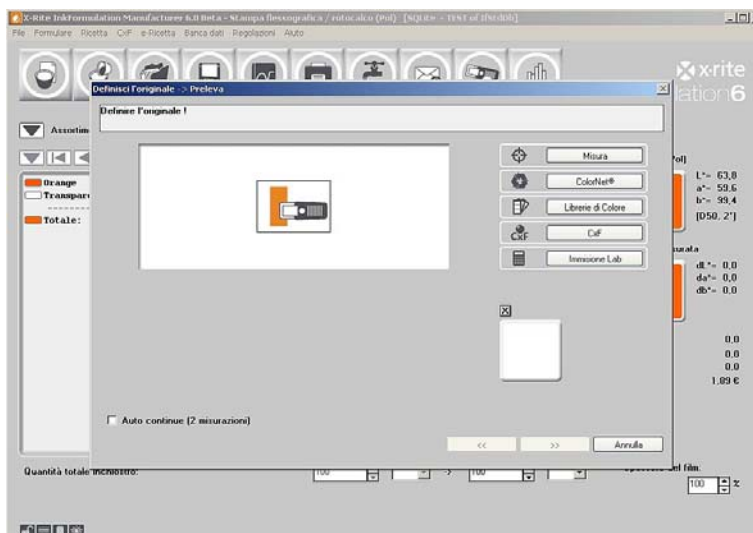 X-Rite InkFormulation Manufacturer 6.0 Beta - Stampa flessografica / rotocalco (Pol) [SQLite - TEST of
File Formulare Ricetta CxF e-Ricetta Banca dati Regolazioni Aiuto
x·rite
lation6
Definisci l'originale -> Preleva
Definire l'originale !
Assortim
Misura
ColorNet®
Librerie di Colore
CxF
CxF
Immisione Lab
Orange
Transpar
Totale:
Pol]
L*= 63,8
a*= 59,6
b*= 99,4
[D50, 2°]
surata
dL*= 0,0
da*= 0,0
db*= 0,0
0.0
0.0
0.0
1.89 €
Auto continue (2 misurazioni)
<< >> Annulla
Quantità totale inchiostro:
100 -> 100
del film:
100 %